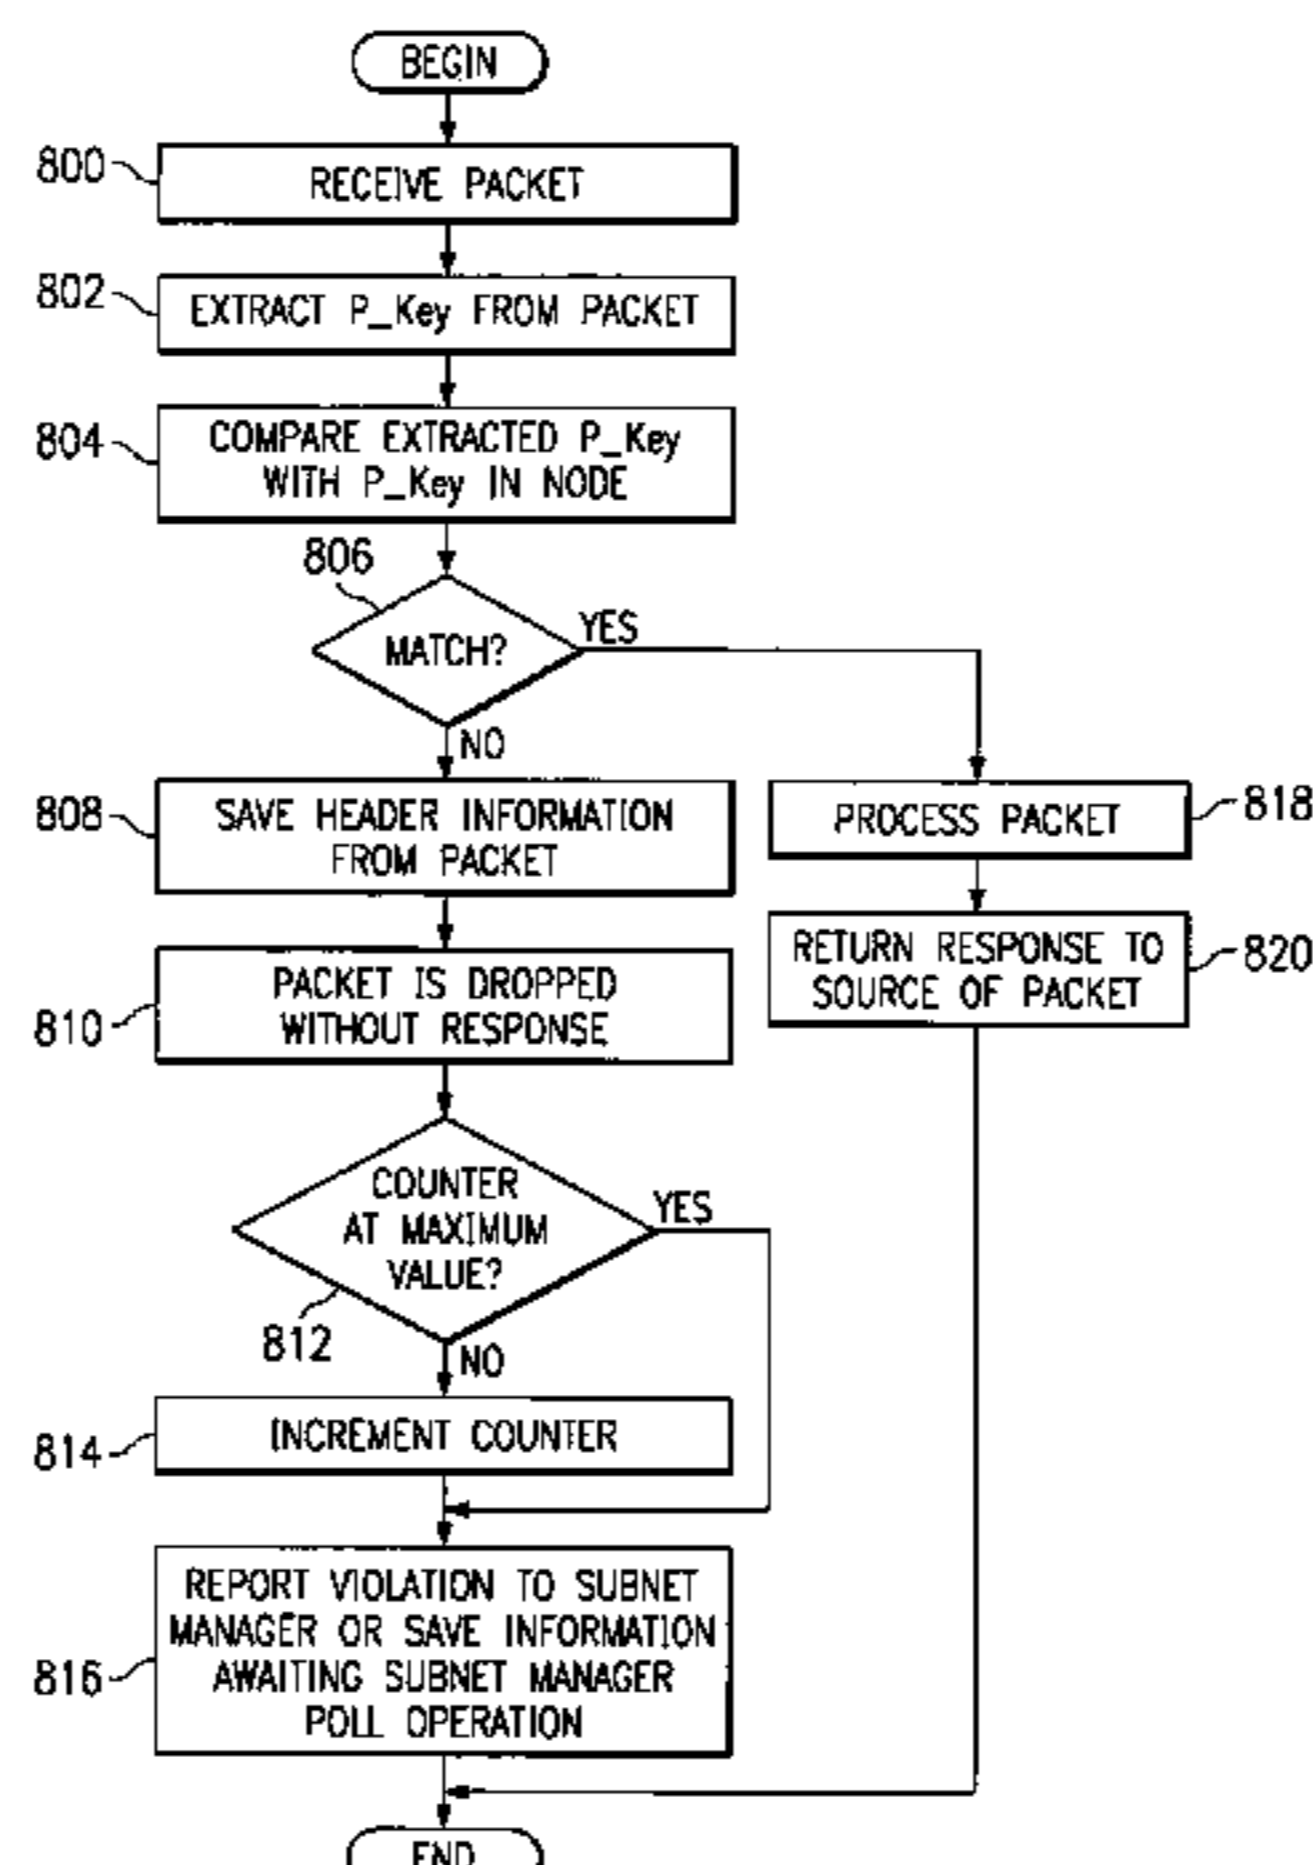 BEGIN
800
RECEIVE PACKET
802
EXTRACT P_Key FROM PACKET
804
COMPARE EXTRACTED P_Key
WITH P_Key IN NODE
806
MATCH?
YES
NO
808
SAVE HEADER INFORMATION
FROM PACKET
PROCESS PACKET
818
810
PACKET IS DROPPED
WITHOUT RESPONSE
RETURN RESPONSE TO
SOURCE OF PACKET
820
COUNTER
AT MAXIMUM
VALUE?
YES
812
NO
814
INCREMENT COUNTER
816
REPORT VIOLATION TO SUBNET
MANAGER OR SAVE INFORMATION
AWAITING SUBNET MANAGER
POLL OPERATION
END